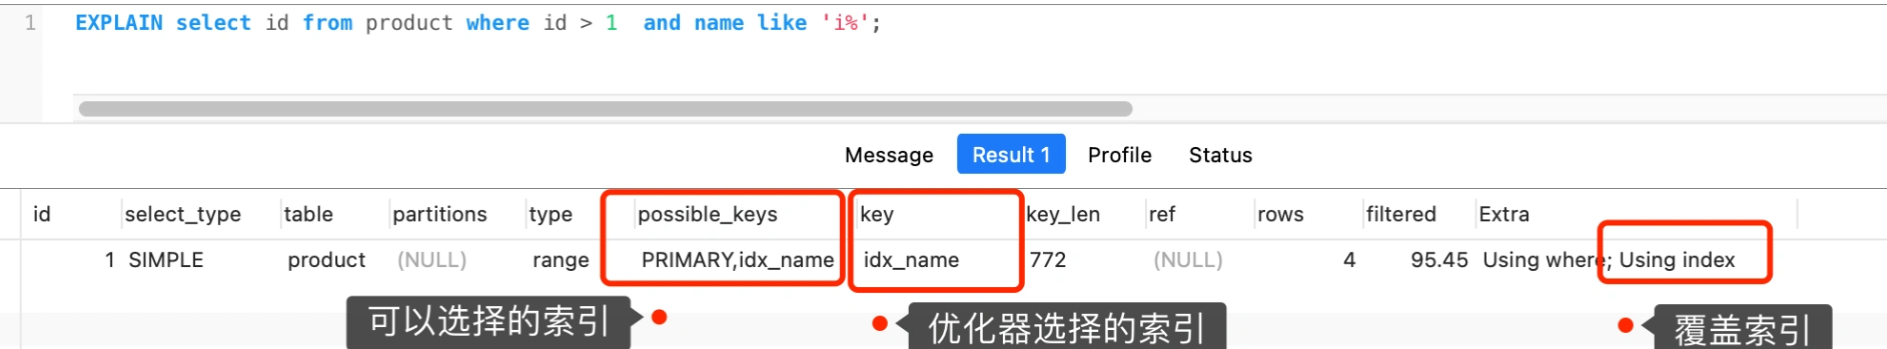 1 EXPLAIN select id from product where id > 1 and name like 'i%';
Message Result 1 Profile Status
id select_type table partitions type possible_keys key key_len ref rows filtered Extra
1 SIMPLE product (NULL) range PRIMARY,idx_name idx_name 772 (NULL) 4 95.45 Using where; Using index
可以选择的索引 优化器选择的索引 覆盖索引